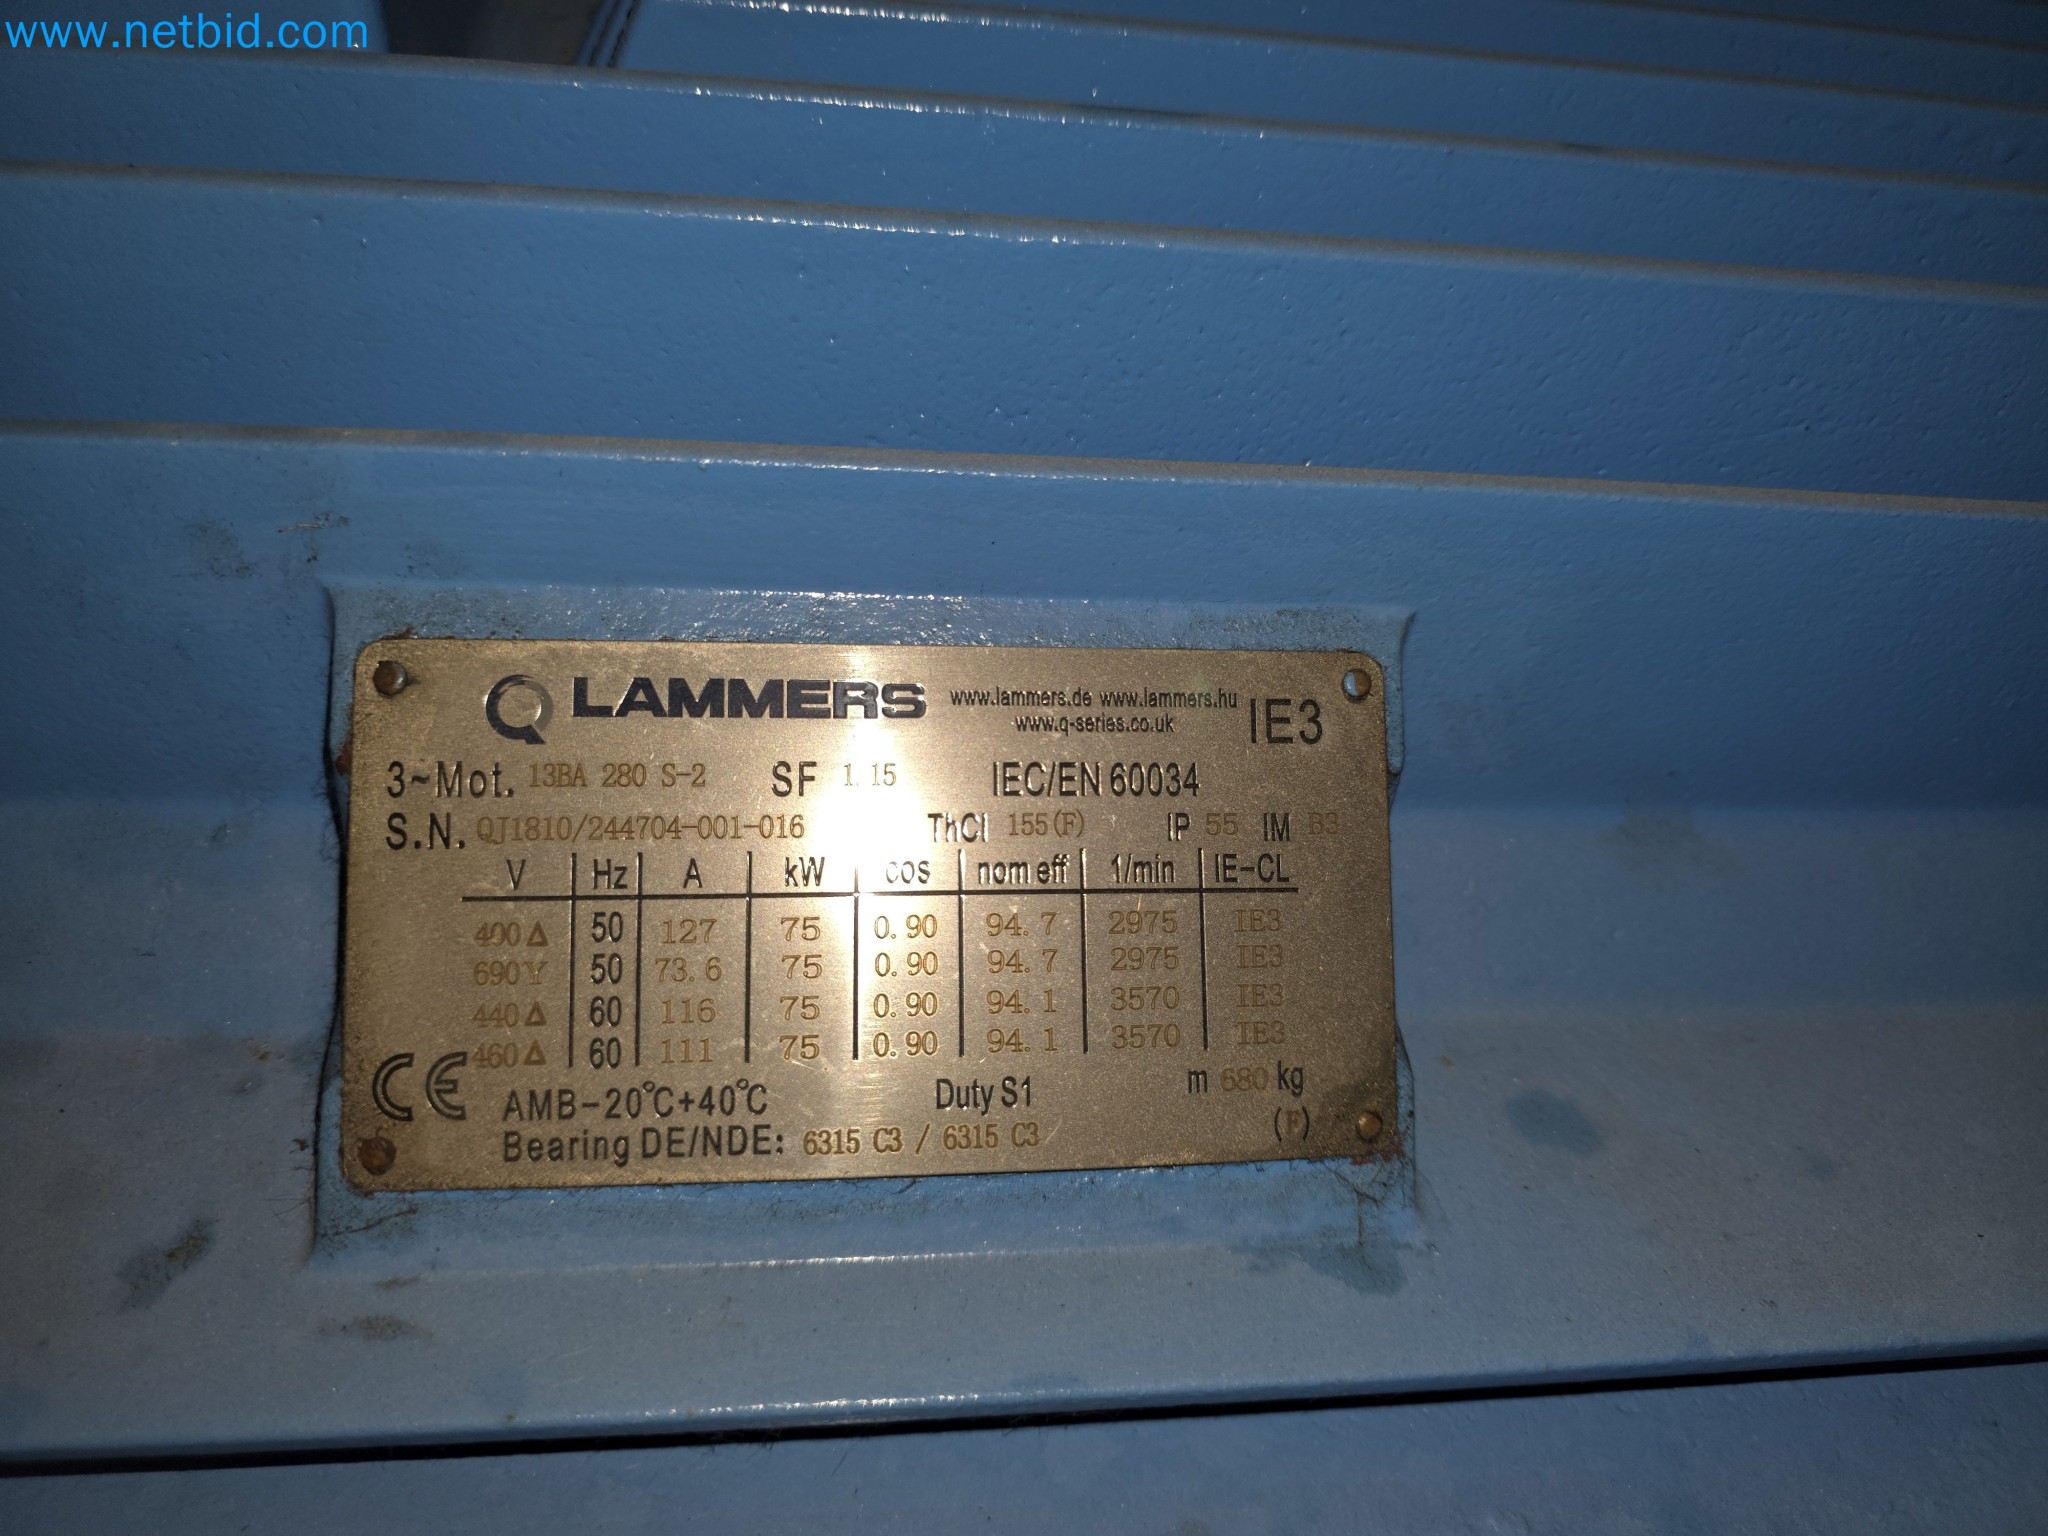 www.netbid.com
LAMMERS www.lammers.de www.lammers.hu IE3
www.q-series.co.uk
3~Mot. 13BA 280 S-2 SF 1.15 IEC/EN 60034
S.N. QJ1810/244704-001-016 ThCl 155(F) IP 55 IM B3
V Hz A kW cos nom eff 1/min IE-CL
400Δ 50 127 75 0.90 94.7 2975 IE3
690Y 50 73.6 75 0.90 94.7 2975 IE3
440Δ 60 116 75 0.90 94.1 3570 IE3
460Δ 60 111 75 0.90 94.1 3570 IE3
CE AMB-20°C+40°C Duty S1 m 680 kg
Bearing DE/NDE: 6315 C3 / 6315 C3 (F)